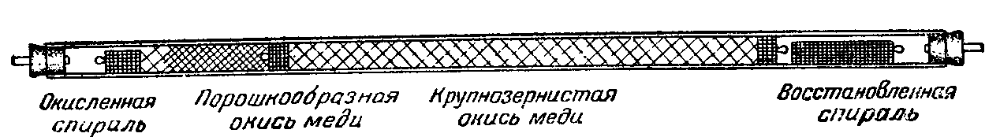 Окисленная
спираль
Порошкообразная
окись меди
Крупнозернистая
окись меди
Восстановленная
спираль